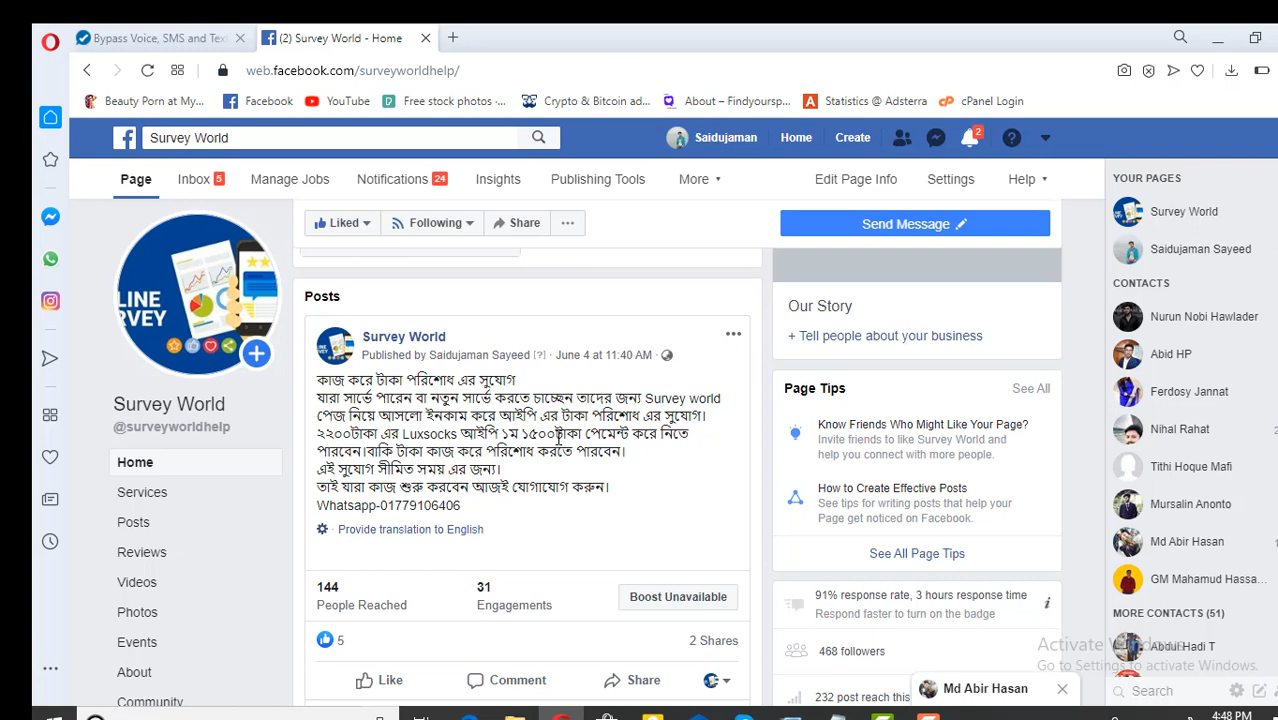 Bypass Voice, SMS and Text
(2) Survey World - Home
web.facebook.com/surveyworldhelp/
Beauty Porn at My...
Facebook
YouTube
Free stock photo ·...
Crypto & Bitcoin ad...
About – Findyoursp...
Statistics @ Adsterra
cPanel Login
Survey World
Saidujaman
Home
Create
2
Page
Inbox 5
Manage Jobs
Notifications 24
Insights
Publishing Tools
More
Edit Page Info
Settings
Help
Liked
Following
Share
Send Message
LINE
URVEY
Survey World
@surveyworldhelp
Home
Services
Posts
Reviews
Videos
Photos
Events
About
Community
Posts
Survey World
Published by Saidujaman Sayeed [?] · June 4 at 11:40 AM ·
কাজ করে টাকা পরিশোধ এর সুযোগ
যারা সার্ভে পারেন বা নতুন সার্ভে করতে চাচ্ছেন তাদের জন্য Survey world
পেজ নিয়ে আসলো ইনকাম করে আইপি এর টাকা পরিশোধ এর সুযোগ।
২২০০টাকা এর Luxsocks আইপি ১ম ১৫০০টাকা পেমেন্ট করে নিতে
পারবেন।বাকি টাকা কাজ করে পরিশোধ করতে পারবেন।
এই সুযোগ সীমিত সময় এর জন্য।
তাই যারা কাজ শুরু করবেন আজই যোগাযোগ করুন।
Whatsapp-01779106406
Provide translation to English
144
People Reached
31
Engagements
Boost Unavailable
5
2 Shares
Like
Comment
Share
Our Story
+ Tell people about your business
Page Tips
See All
Know Friends Who Might Like Your Page?
Invite friends to like Survey World and
help you connect with more people.
How to Create Effective Posts
See tips for writing posts that help your
Page get noticed on Facebook.
See All Page Tips
91% response rate, 3 hours response time
Respond faster to turn on the badge
468 followers
232 post reach this
Md Abir Hasan
YOUR PAGES
Survey World
Saidujaman Sayeed
CONTACTS
Nurun Nobi Hawlader
Abid HP
Ferdosy Jannat
Nihal Rahat
Tithi Hoque Mafi
Mursalin Anonto
Md Abir Hasan
GM Mahamud Hassa...
MORE CONTACTS (51)
Abdul Hadi T
Activate Windows
Go to Settings to activate Windows.
Search
4:48 PM